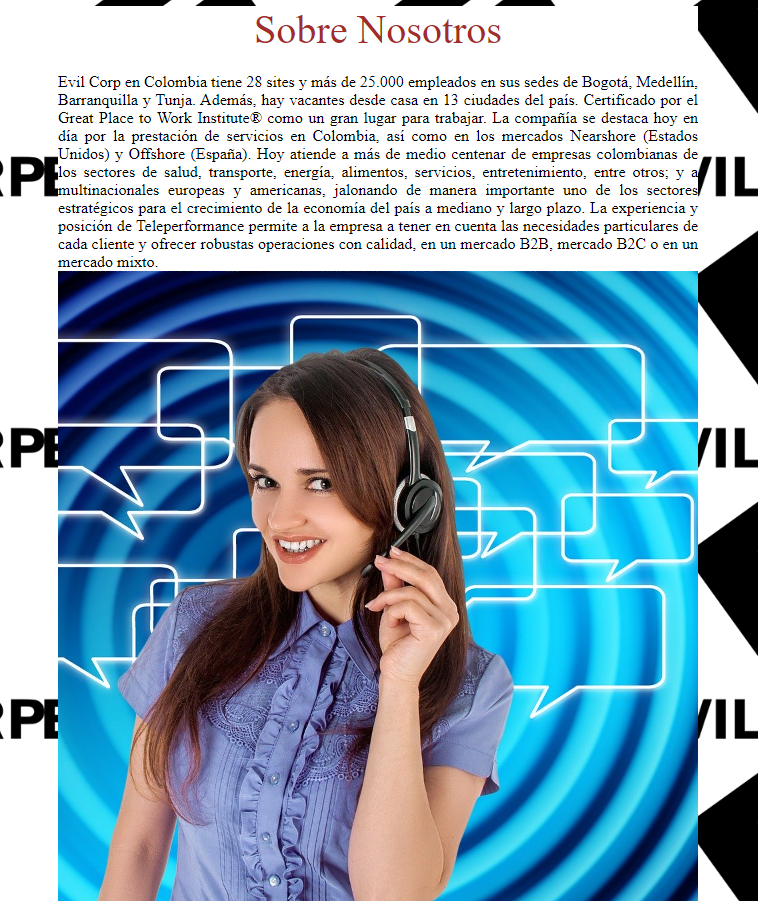 Sobre Nosotros
Evil Corp en Colombia tiene 28 sites y más de 25.000 empleados en sus sedes de Bogotá, Medellín,
Barranquilla y Tunja. Además, hay vacantes desde casa en 13 ciudades del país. Certificado por el
Great Place to Work Institute® como un gran lugar para trabajar. La compañía se destaca hoy en
día por la prestación de servicios en Colombia, así como en los mercados Nearshore (Estados
Unidos) y Offshore (España). Hoy atiende a más de medio centenar de empresas colombianas de
los sectores de salud, transporte, energía, alimentos, servicios, entretenimiento, entre otros; y a
multinacionales europeas y americanas, jalonando de manera importante uno de los sectores
estratégicos para el crecimiento de la economía del país a mediano y largo plazo. La experiencia y
posición de Teleperformance permite a la empresa a tener en cuenta las necesidades particulares de
cada cliente y ofrecer robustas operaciones con calidad, en un mercado B2B, mercado B2C o en un
mercado mixto.